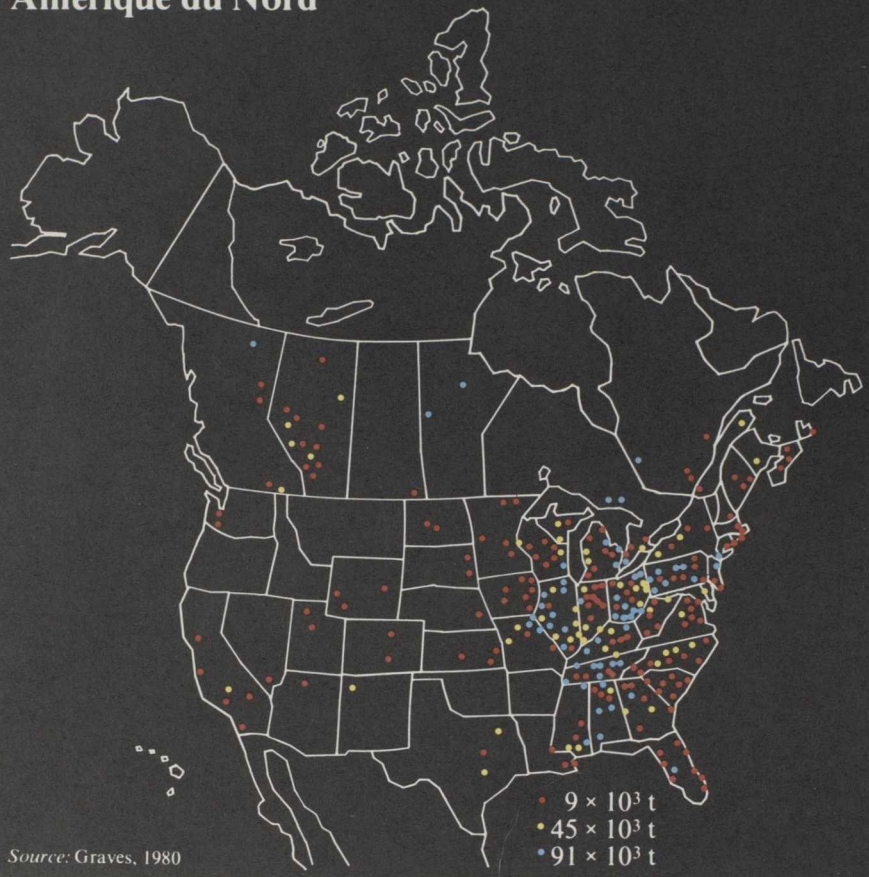 Amérique du Nord
• 9 × 10³ t
• 45 × 10³ t
• 91 × 10³ t
Source: Graves, 1980